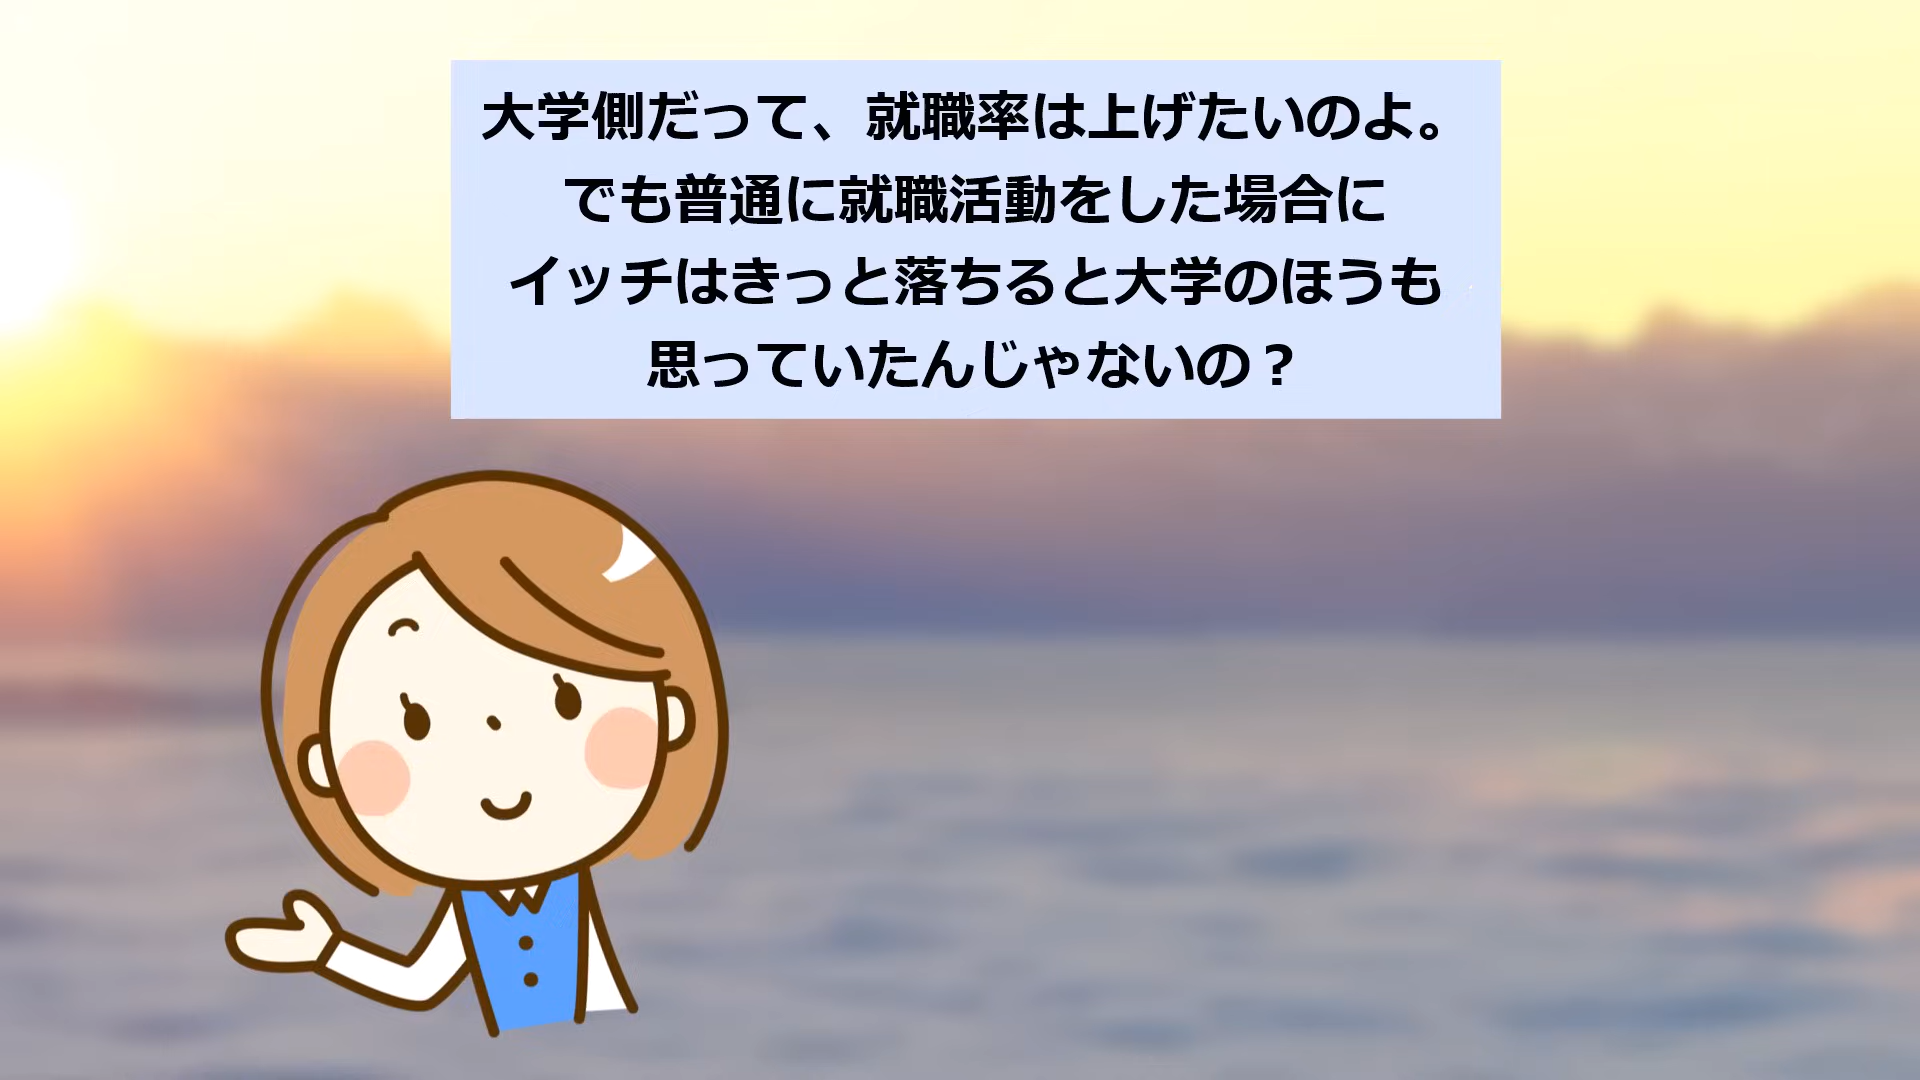 大学側だって、就職率は上げたいのよ。
でも普通に就職活動をした場合に
イッチはきっと落ちると大学のほうも
思っていたんじゃないの？